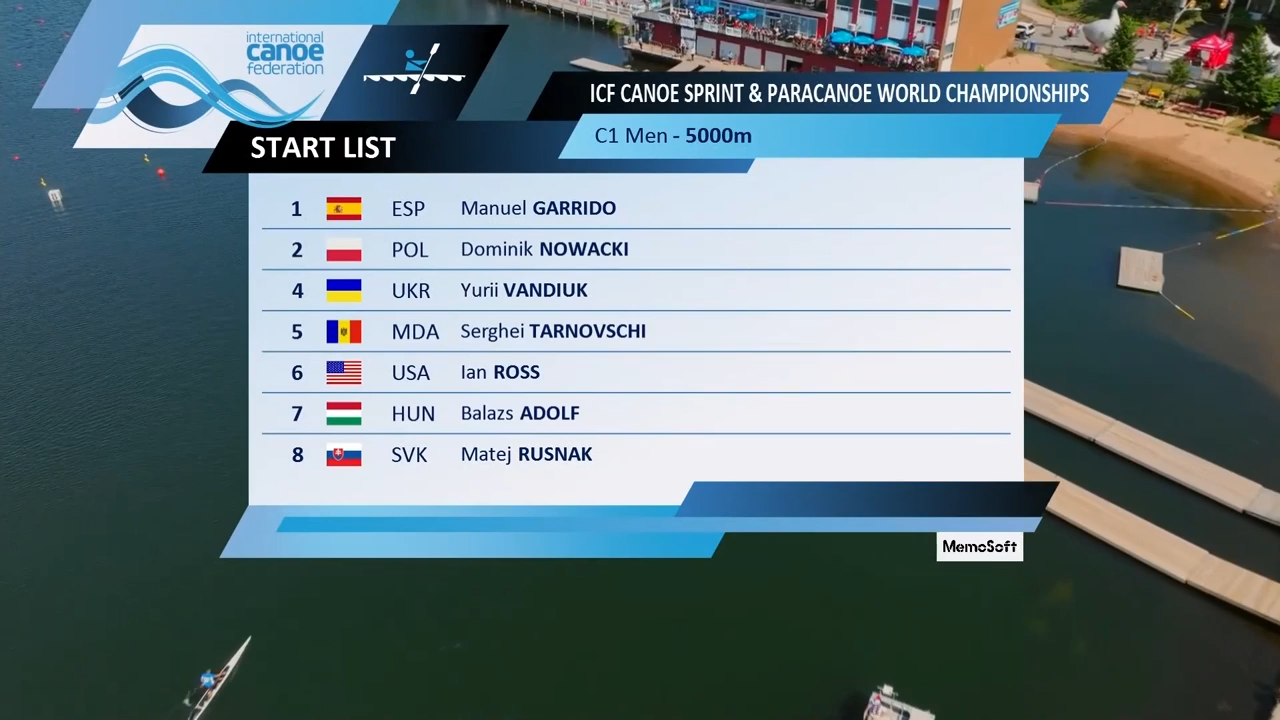 international
canoe
federation
ICF CANOE SPRINT & PARACANOE WORLD CHAMPIONSHIPS
START LIST
C1 Men - 5000m
1 ESP Manuel GARRIDO
2 POL Dominik NOWACKI
4 UKR Yurii VANDIUK
5 MDA Serghei TARNOVSCHI
6 USA Ian ROSS
7 HUN Balazs ADOLF
8 SVK Matej RUSNAK
MemoSoft